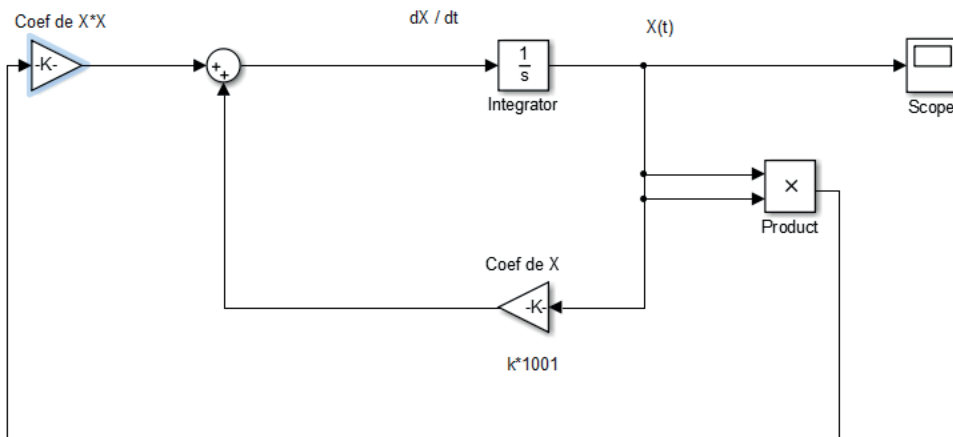 Coef de X*X
dX / dt
X(t)
-K-
+
+
1
s
Integrator
Scope
×
Product
Coef de X
-K-
k*1001